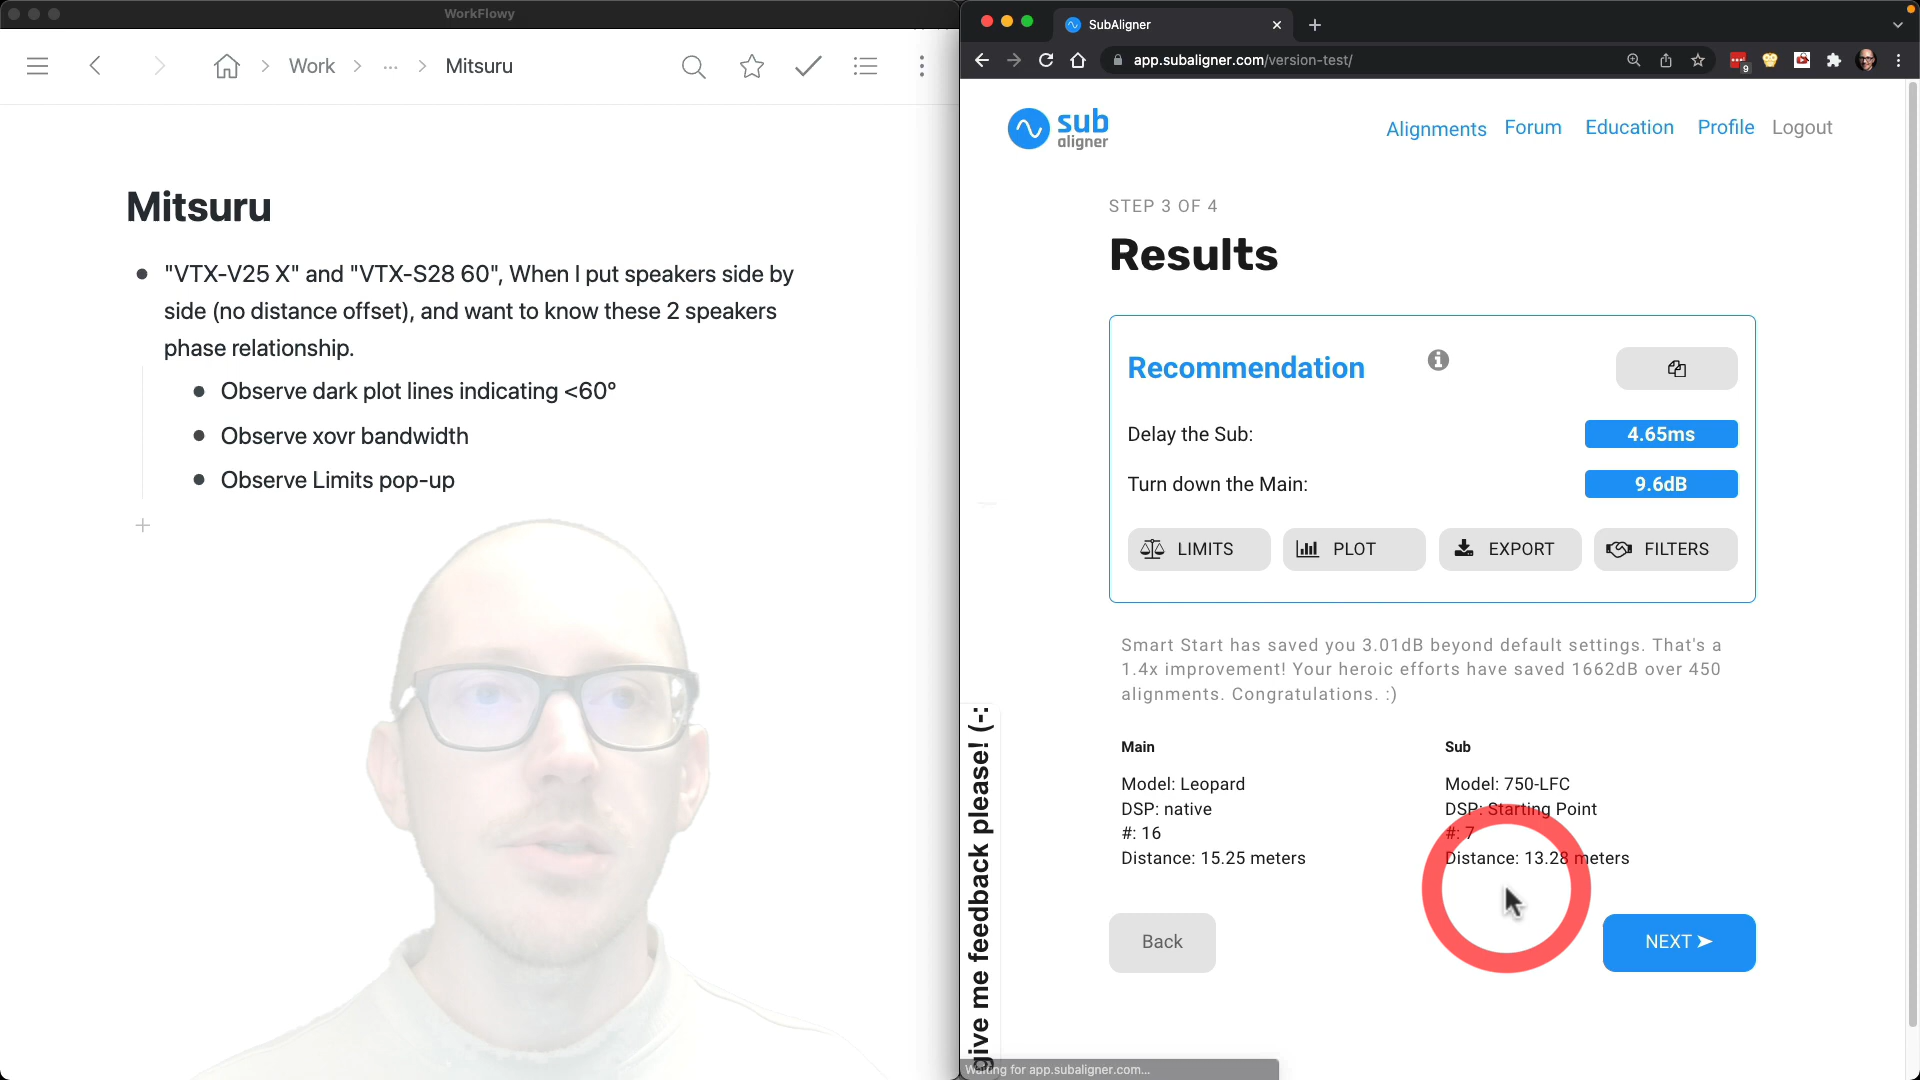 WorkFlowy
Work
...
Mitsuru
Mitsuru
"VTX-V25 X" and "VTX-S28 60", When I put speakers side by
side (no distance offset), and want to know these 2 speakers
phase relationship.
Observe dark plot lines indicating <60º
Observe xovr bandwidth
Observe Limits pop-up
SubAligner
app.subaligner.com/version-test/
9
sub
aligner
Alignments
Forum
Education
Profile
Logout
STEP 3 OF 4
Results
Recommendation
Delay the Sub:
4.65ms
Turn down the Main:
9.6dB
LIMITS
PLOT
EXPORT
FILTERS
Smart Start has saved you 3.01dB beyond default settings. That's a
1.4x improvement! Your heroic efforts have saved 1662dB over 450
alignments. Congratulations. :)
Main
Model: Leopard
DSP: native
#: 16
Distance: 15.25 meters
Sub
Model: 750-LFC
DSP: Starting Point
#: 7
Distance: 13.28 meters
Back
NEXT
give me feedback please! (-:
Waiting for app.subaligner.com...